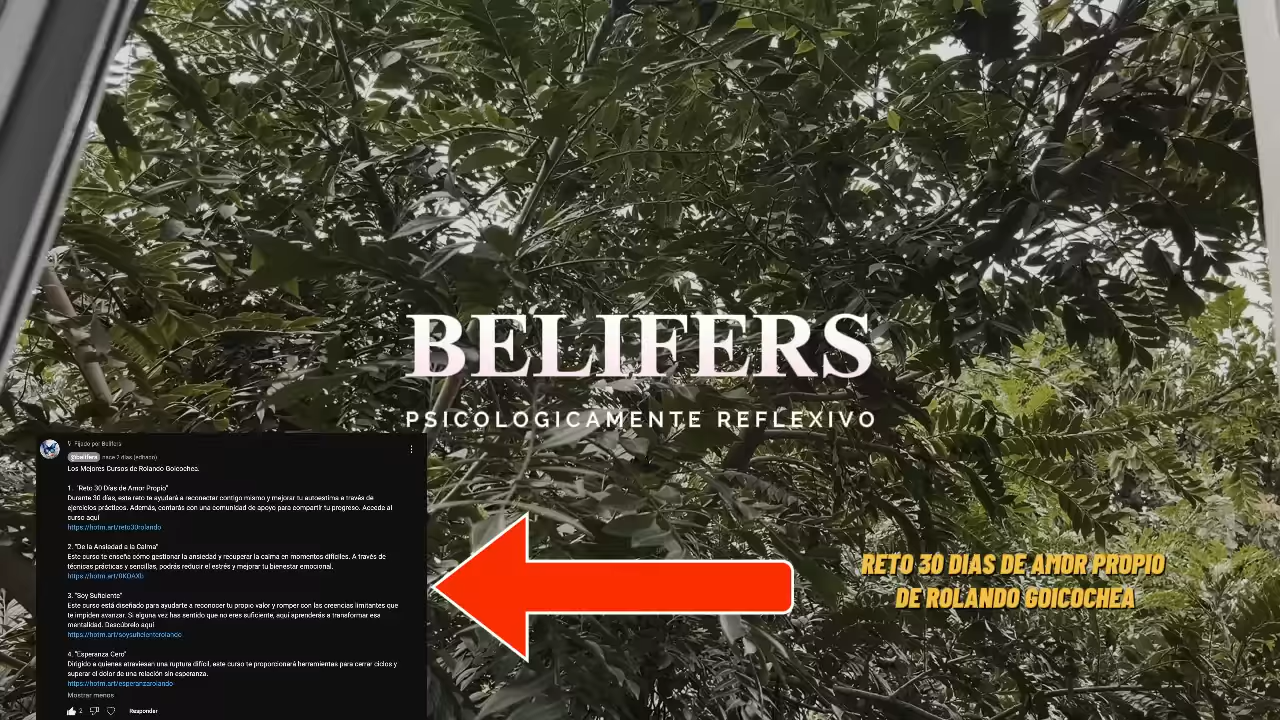 BELIFERS
PSICOLOGICAMENTE REFLEXIVO
Fijado por Belifers
@belifers hace 2 días (editado)
Los Mejores Cursos de Rolando Goicochea.
1. "Reto 30 Días de Amor Propio"
Durante 30 días, este reto te ayudará a reconectar contigo mismo y mejorar tu autoestima a través de
ejercicios prácticos. Además, contarás con una comunidad de apoyo para compartir tu progreso. Accede al
curso aquí
https://hotm.art/reto30rolando
2. "De la Ansiedad a la Calma"
Este curso te enseña cómo gestionar la ansiedad y recuperar la calma en momentos difíciles. A través de
técnicas prácticas y sencillas, podrás reducir el estrés y mejorar tu bienestar emocional.
3. "Soy Suficiente"
Este curso está diseñado para ayudarte a reconocer tu propio valor y romper con las creencias limitantes que
te impiden avanzar. Si alguna vez has sentido que no eres suficiente, aquí aprenderás a transformar esa
mentalidad. Descúbrelo aquí
https://hotm.art/soysuficienterolando
4. "Esperanza Cero"
Dirigido a quienes atraviesan una ruptura difícil, este curso te proporcionará herramientas para cerrar ciclos y
superar el dolor de una relación sin esperanza.
https://hotm.art/esperanzarolando
Mostrar menos
2 Responder
RETO 30 DIAS DE AMOR PROPIO
DE ROLANDO GOICOCHEA